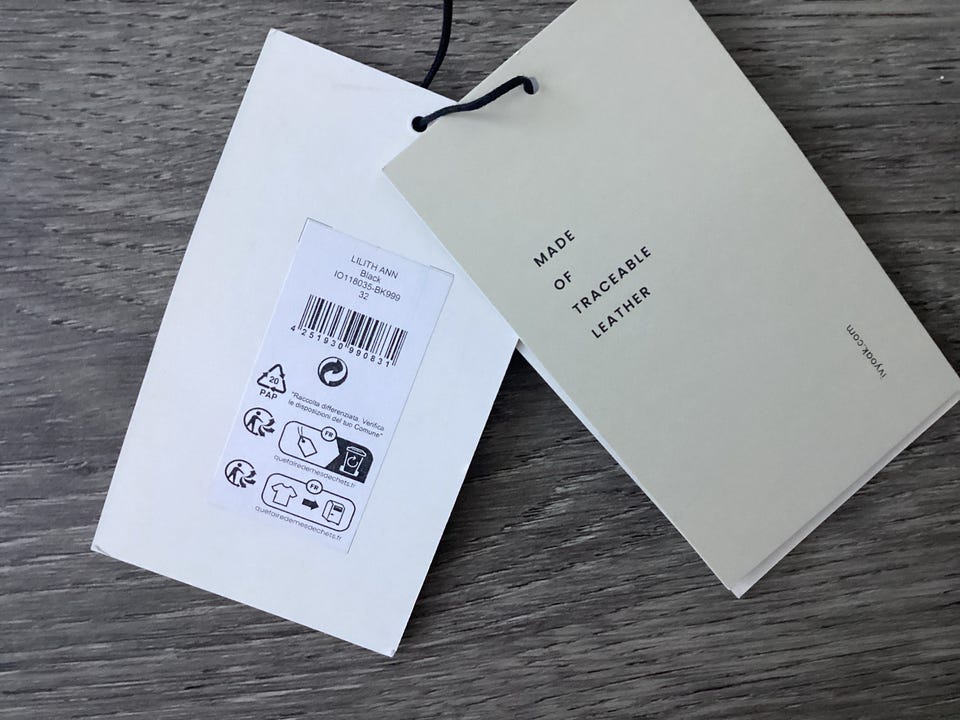 LILITH ANN
Black
IO118035-BK999
32
4 251930 990831
20
PAP
"Raccolta differenziata. Verifica
le disposizioni del tuo Comune"
FR
quefairedemesdechets.fr
FR
quefairedemesdechets.fr
MADE
OF
TRACEABLE
LEATHER
ivyoak.com